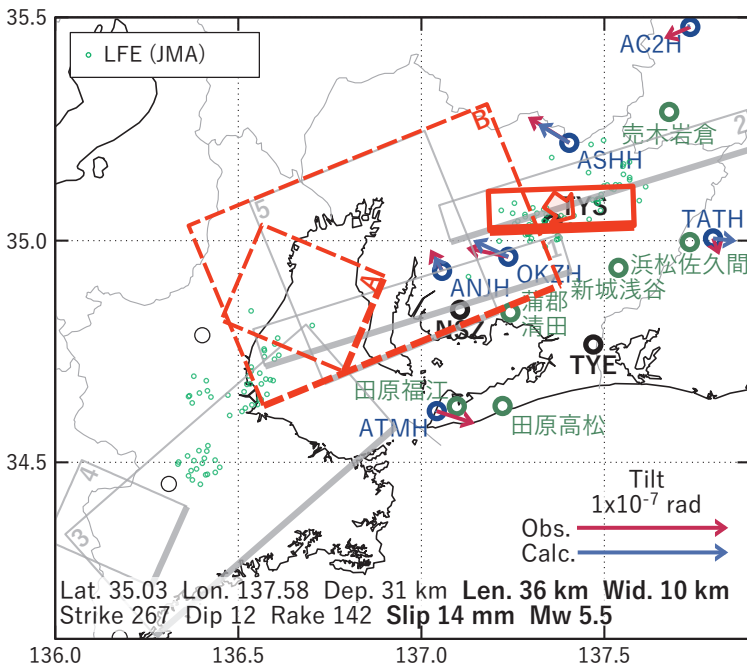 35.5
LFE (JMA)
AC2H
売木岩倉
2
B
ASHH
5
TYS
TATH
35.0
浜松佐久間
1
OKZH
新城浅谷
ANJH
A
蒲郡
清田
NSZ
TYE
田原福江
ATMH
田原高松
34.5
4
3
Tilt
1x10⁻⁷ rad
Obs.
Calc.
Lat. 35.03 Lon. 137.58 Dep. 31 km Len. 36 km Wid. 10 km
Strike 267 Dip 12 Rake 142 Slip 14 mm Mw 5.5
136.0 136.5 137.0 137.5